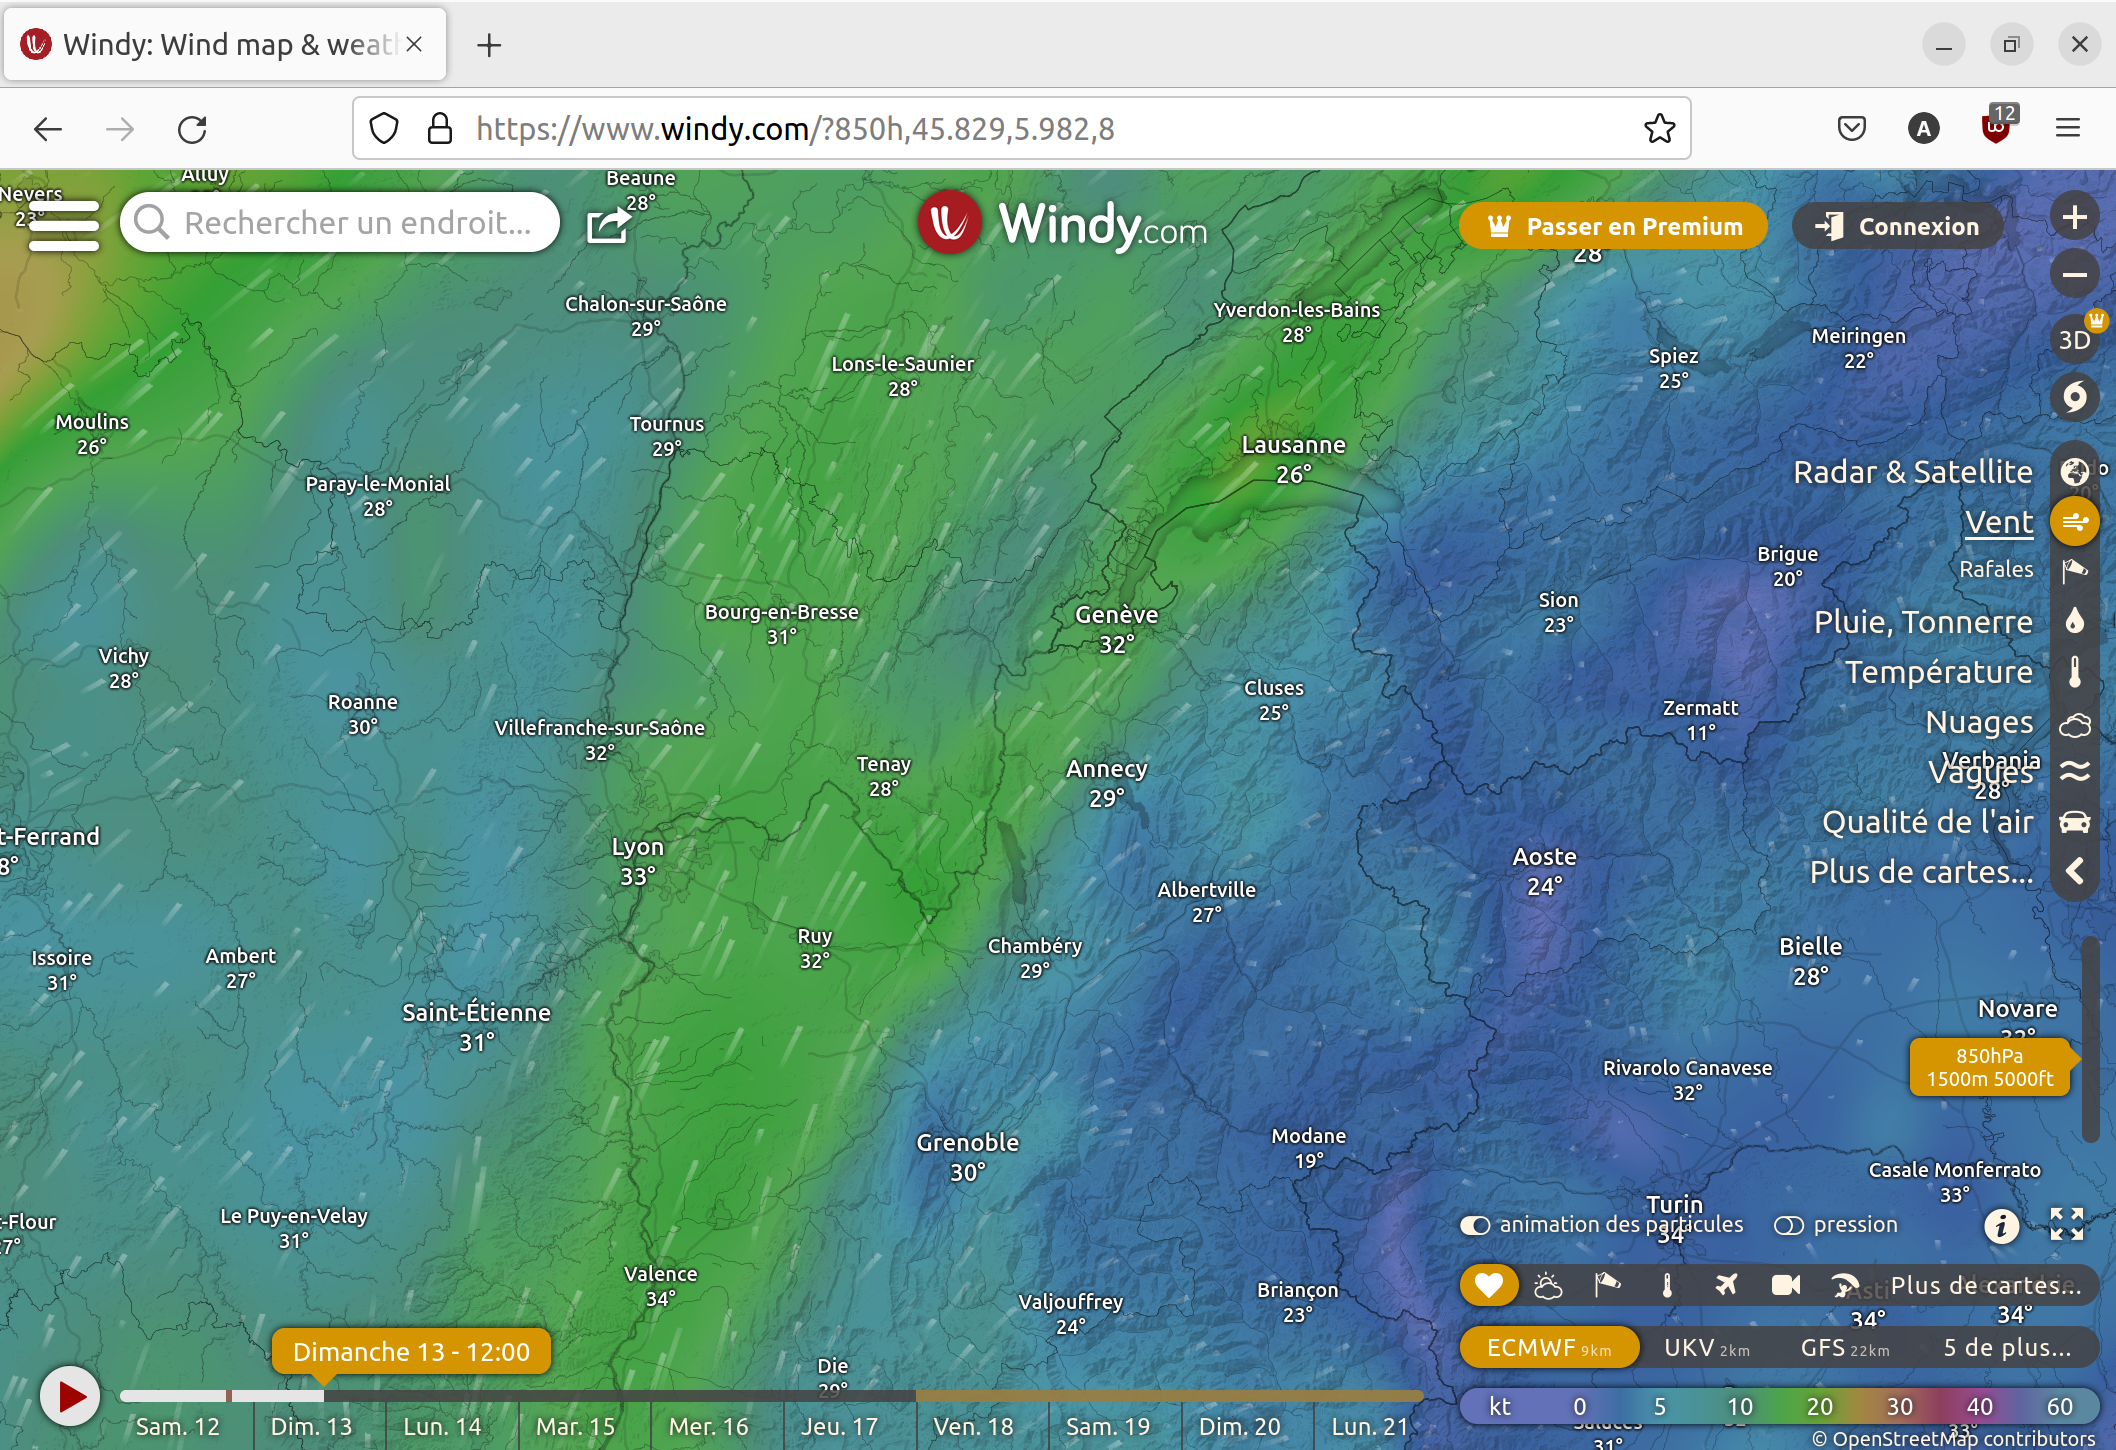 Windy: Wind map & weat
https://www.windy.com/?850h,45.829,5.982,8
A
12
Nevers
23°
Alluy
Rechercher un endroit...
Beaune
28°
Windy.com
Passer en Premium
28
Connexion
3D
Chalon-sur-Saône
29°
Yverdon-les-Bains
28°
Meiringen
22°
Lons-le-Saunier
28°
Spiez
25°
Moulins
26°
Tournus
29°
Lausanne
26°
Paray-le-Monial
28°
Radar & Satellite
Vent
Rafales
Pluie, Tonnerre
Température
Nuages
Vagues
Qualité de l'air
Plus de cartes...
Brigue
20°
Sion
23°
Bourg-en-Bresse
31°
Genève
32°
Vichy
28°
Roanne
30°
Cluses
25°
Zermatt
11°
Villefranche-sur-Saône
32°
Tenay
28°
Annecy
29°
Verbania
28°
t-Ferrand
8°
Lyon
33°
Aoste
24°
Albertville
27°
Issoire
31°
Ambert
27°
Ruy
32°
Chambéry
29°
Bielle
28°
Saint-Étienne
31°
Novare
32°
850hPa
1500m 5000ft
Rivarolo Canavese
32°
Grenoble
30°
Modane
19°
Casale Monferrato
33°
t-Flour
27°
Le Puy-en-Velay
31°
Turin
34°
animation des particules
pression
Valence
34°
Valjouffrey
24°
Briançon
23°
Plus de cartes...
Asti
34°
34°
Dimanche 13 - 12:00
Die
29°
ECMWF 9km
UKV 2km
GFS 22km
5 de plus...
Sam. 12
Dim. 13
Lun. 14
Mar. 15
Mer. 16
Jeu. 17
Ven. 18
Sam. 19
Dim. 20
Lun. 21
kt 0 5 10 20 30 40 60
31°
33°
© OpenStreetMap contributors